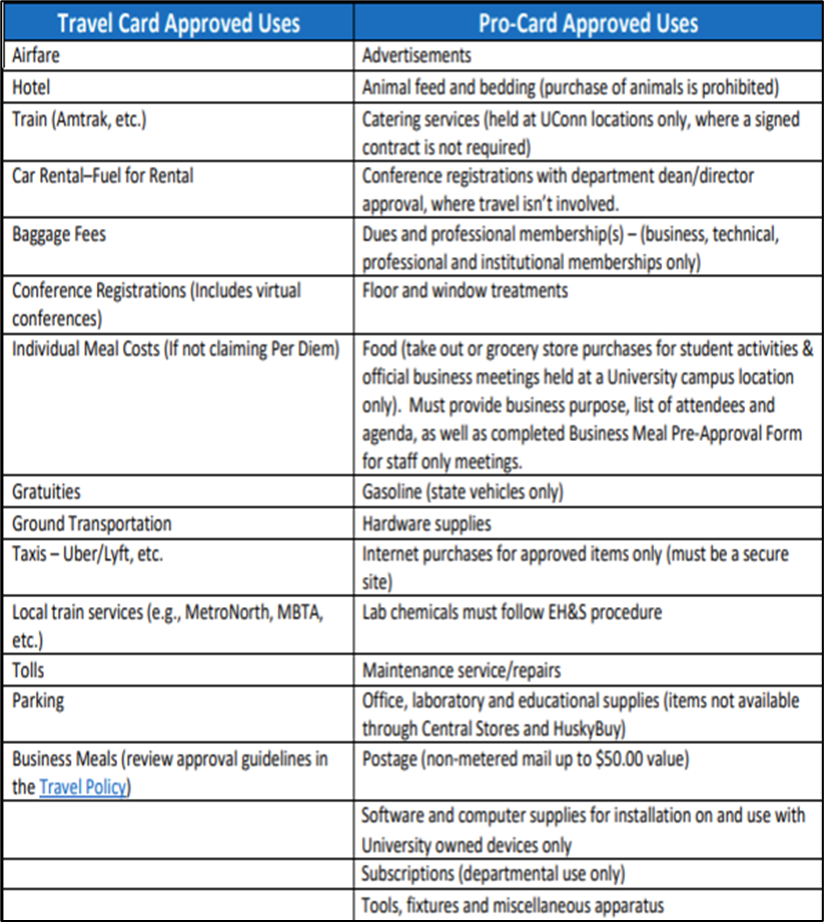 Travel Card Approved Uses Pro-Card Approved Uses
Airfare Advertisements
Hotel Animal feed and bedding (purchase of animals is prohibited)
Train (Amtrak, etc.) Catering services (held at UConn locations only, where a signed
contract is not required)
Car Rental–Fuel for Rental Conference registrations with department dean/director
approval, where travel isn't involved.
Baggage Fees Dues and professional membership(s) – (business, technical,
professional and institutional memberships only)
Conference Registrations (Includes virtual Floor and window treatments
conferences)
Individual Meal Costs (If not claiming Per Diem) Food (take out or grocery store purchases for student activities &
official business meetings held at a University campus location
only). Must provide business purpose, list of attendees and
agenda, as well as completed Business Meal Pre-Approval Form
for staff only meetings.
Gratuities Gasoline (state vehicles only)
Ground Transportation Hardware supplies
Taxis – Uber/Lyft, etc. Internet purchases for approved items only (must be a secure
site)
Local train services (e.g., MetroNorth, MBTA, Lab chemicals must follow EH&S procedure
etc.)
Tolls Maintenance service/repairs
Parking Office, laboratory and educational supplies (items not available
through Central Stores and HuskyBuy)
Business Meals (review approval guidelines in Postage (non-metered mail up to $50.00 value)
the Travel Policy)
Software and computer supplies for installation on and use with
University owned devices only
Subscriptions (departmental use only)
Tools, fixtures and miscellaneous apparatus